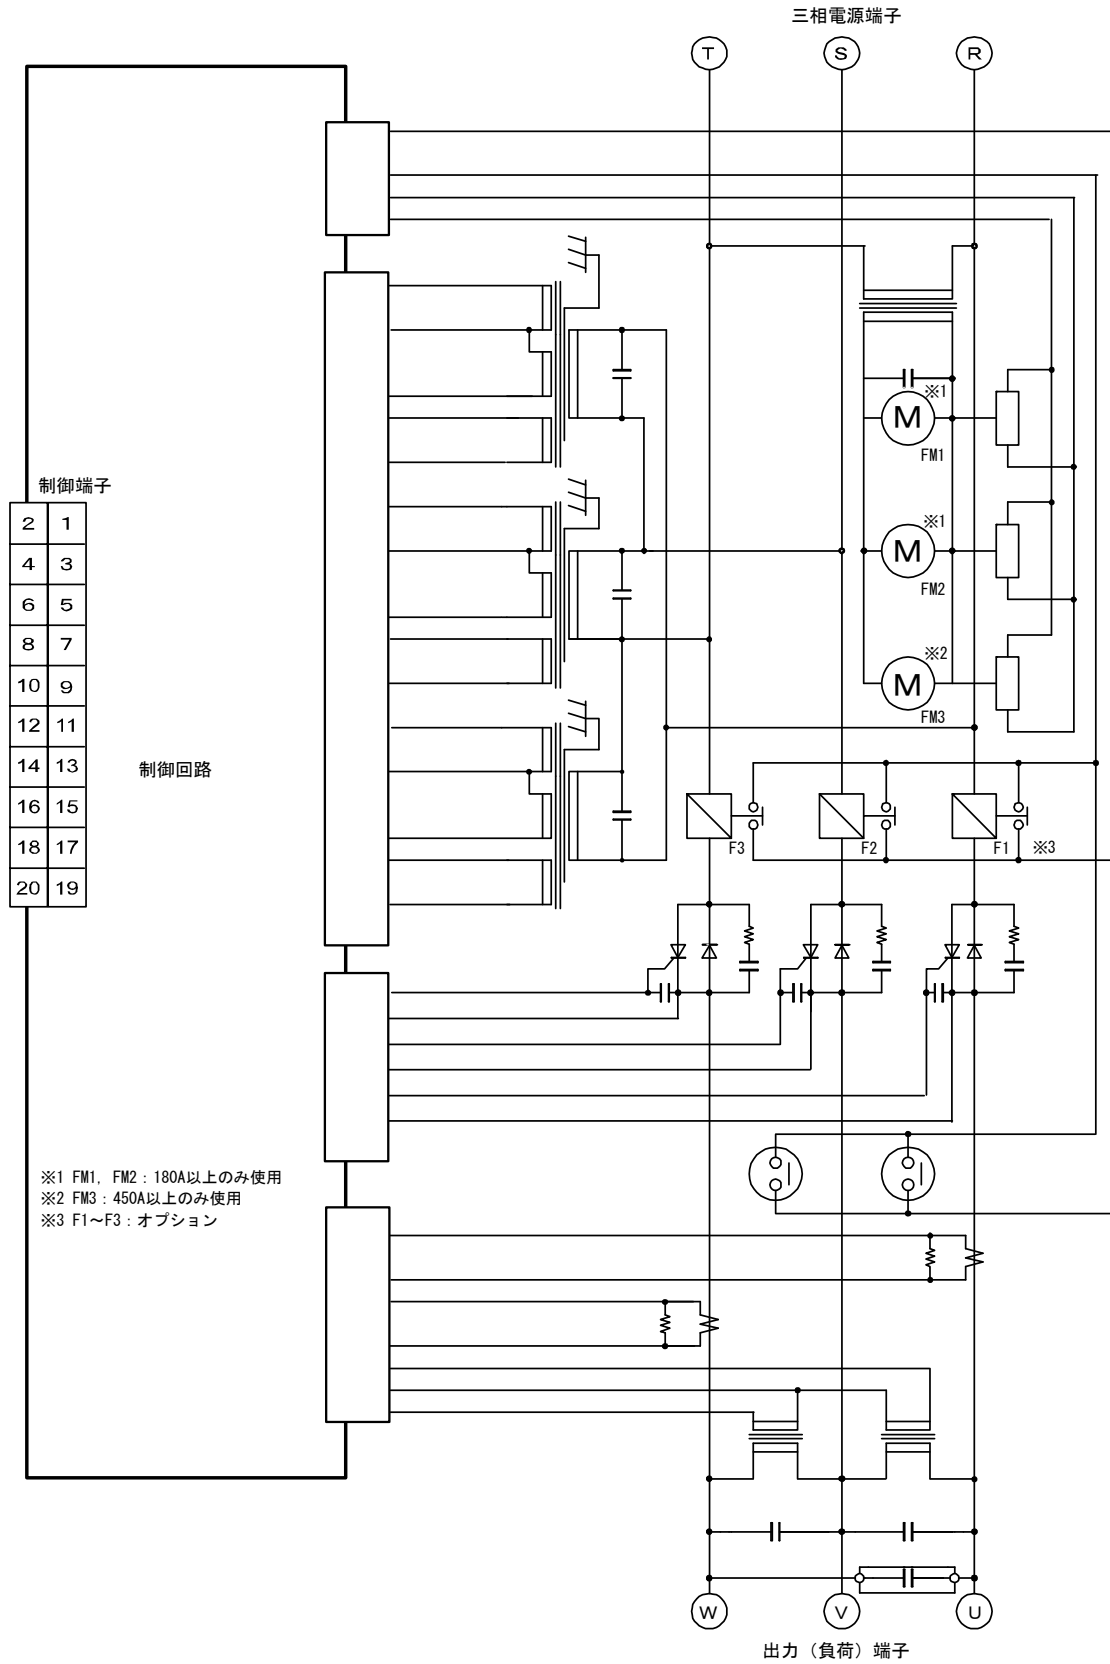 三相電源端子
T S R
※1
M
FM1
制御端子
2 1
※1
M
FM2
4 3
6 5
8 7
※2
M
FM3
10 9
12 11
14 13
制御回路
16 15
18 17
F3 F2 F1 ※3
20 19
※1 FM1, FM2：180A以上のみ使用
※2 FM3：450A以上のみ使用
※3 F1～F3：オプション
W V U
出力（負荷）端子